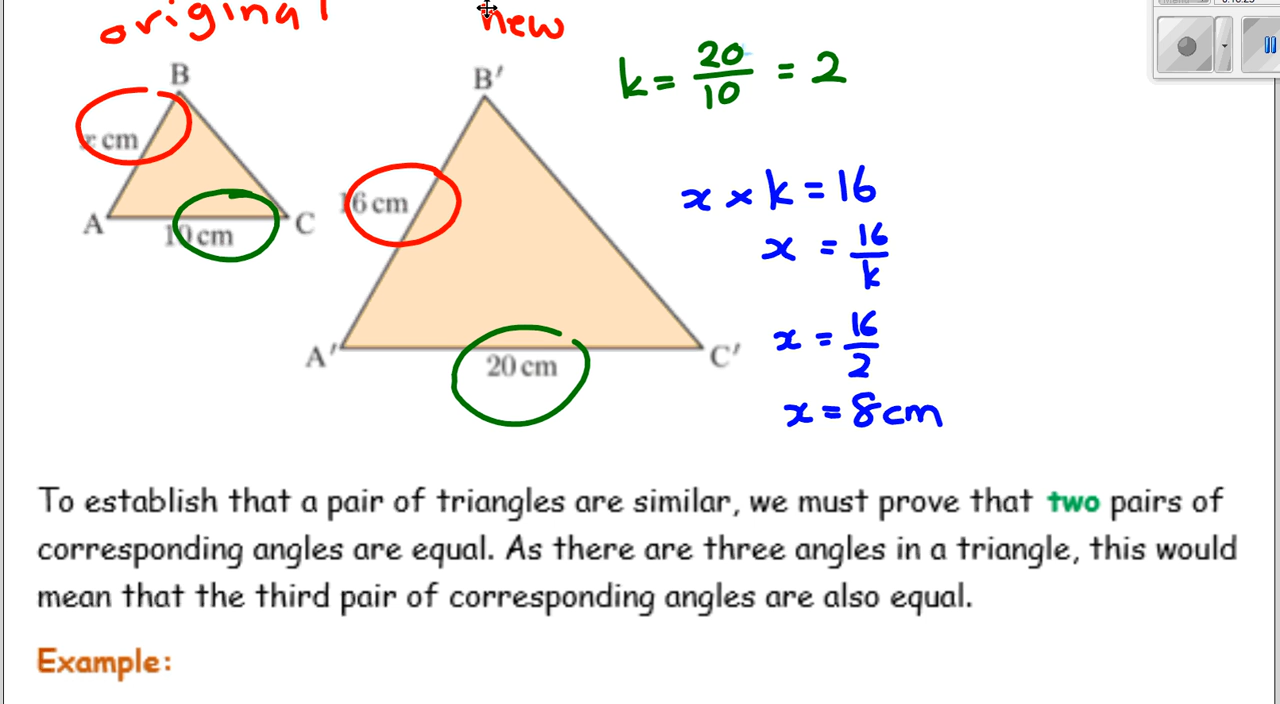 original new
B
B'
k = 20/10 = 2
x cm
x × k = 16
16 cm
A
C
10 cm
x = 16/k
x = 16/2
A'
20 cm
C'
x = 8cm
To establish that a pair of triangles are similar, we must prove that two pairs of
corresponding angles are equal. As there are three angles in a triangle, this would
mean that the third pair of corresponding angles are also equal.
Example: